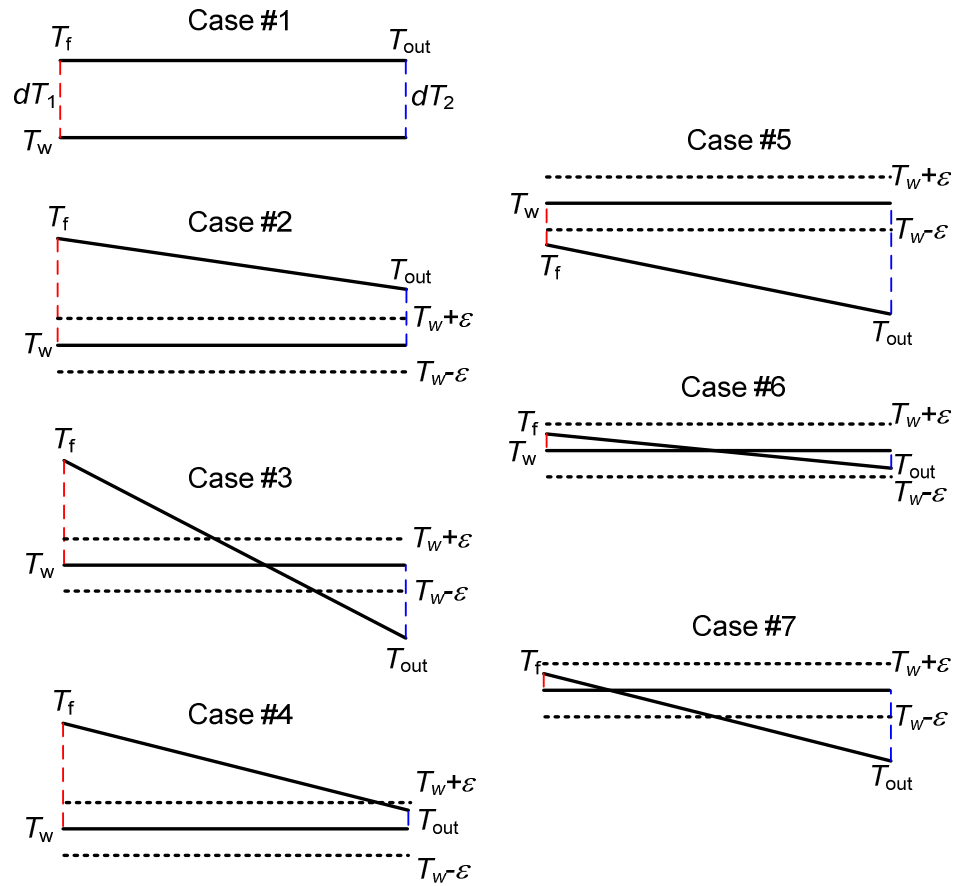 Case #1
Tf
Tout
dT1
dT2
Tw
Case #2
Tf
Tout
Tw+ε
Tw
Tw-ε
Case #3
Tf
Tw+ε
Tw
Tw-ε
Tout
Case #4
Tf
Tw+ε
Tw
Tout
Tw-ε
Case #5
Tw+ε
Tw
Tw-ε
Tf
Tout
Case #6
Tw+ε
Tf
Tw
Tout
Tw-ε
Case #7
Tf
Tw+ε
Tw-ε
Tout